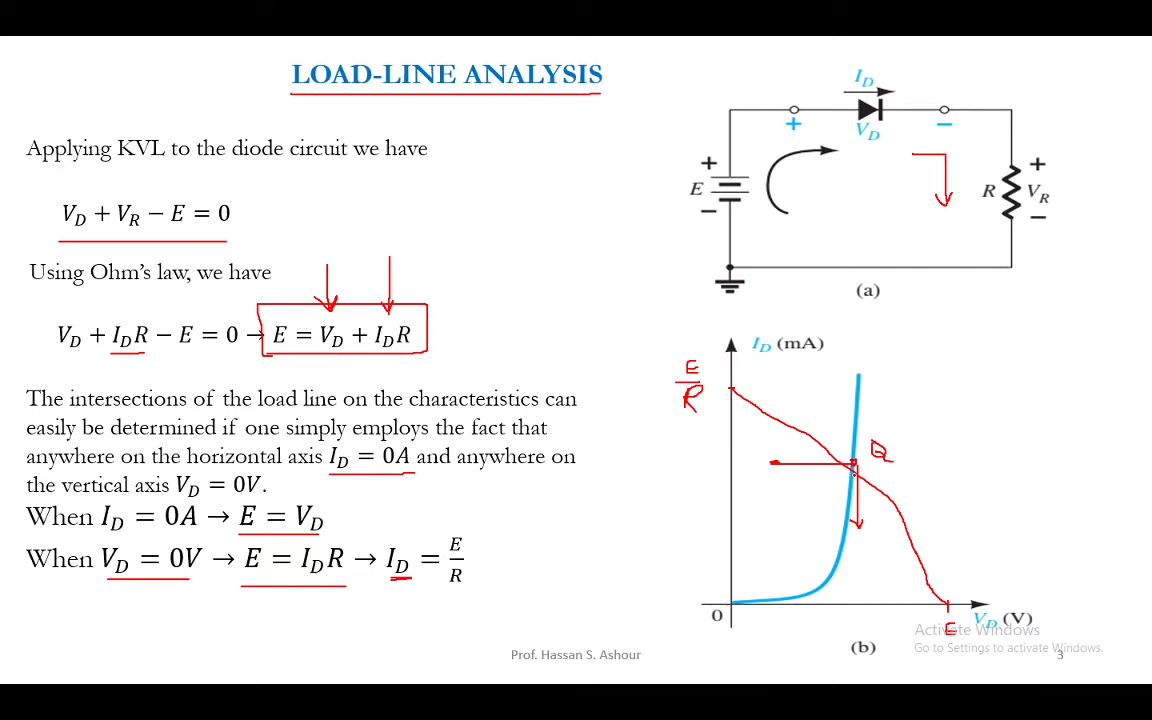 LOAD-LINE ANALYSIS
Applying KVL to the diode circuit we have
V_D + V_R − E = 0
Using Ohm's law, we have
V_D + I_D R − E = 0 → E = V_D + I_D R
The intersections of the load line on the characteristics can
easily be determined if one simply employs the fact that
anywhere on the horizontal axis I_D = 0A and anywhere on
the vertical axis V_D = 0V.
When I_D = 0A → E = V_D
When V_D = 0V → E = I_D R → I_D = E/R
I_D
+ V_D −
+
E
−
+
R V_R
−
(a)
I_D (mA)
E/R
Q
0
E
V_D (V)
(b)
Activate Windows
Go to Settings to activate Windows.
Prof. Hassan S. Ashour
3